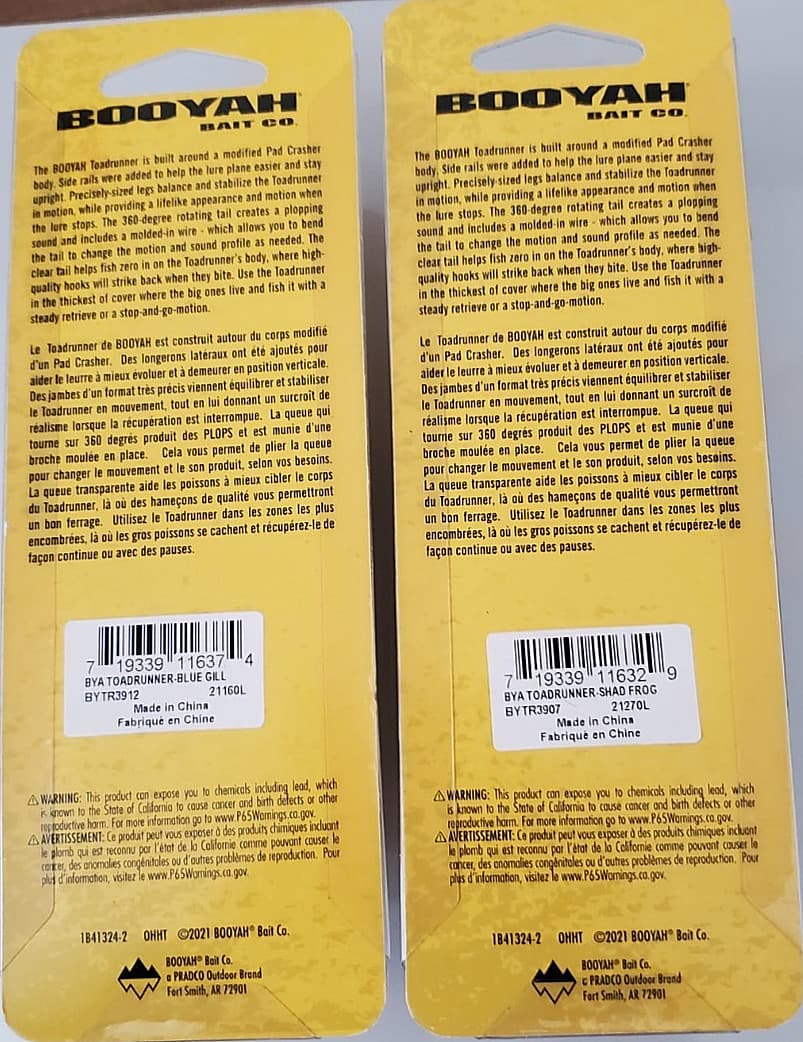 BOOYAH
BAIT CO.
The BOOYAH Toadrunner is built around a modified Pad Crasher
body. Side rails were added to help the lure plane easier and stay
upright. Precisely-sized legs balance and stabilize the Toadrunner
in motion, while providing a lifelike appearance and motion when
the lure stops. The 360-degree rotating tail creates a plopping
sound and includes a molded-in wire - which allows you to bend
the tail to change the motion and sound profile as needed. The
clear tail helps fish zero in on the Toadrunner's body, where high-
quality hooks will strike back when they bite. Use the Toadrunner
in the thickest of cover where the big ones live and fish it with a
steady retrieve or a stop-and-go-motion.
Le Toadrunner de BOOYAH est construit autour du corps modifié
d'un Pad Crasher. Des longerons latéraux ont été ajoutés pour
aider le leurre à mieux évoluer et à demeurer en position verticale.
Des jambes d'un format très précis viennent équilibrer et stabiliser
le Toadrunner en mouvement, tout en lui donnant un surcroît de
réalisme lorsque la récupération est interrompue. La queue qui
tourne sur 360 degrés produit des PLOPS et est munie d'une
broche moulée en place. Cela vous permet de plier la queue
pour changer le mouvement et le son produit, selon vos besoins.
La queue transparente aide les poissons à mieux cibler le corps
du Toadrunner, là où des hameçons de qualité vous permettront
un bon ferrage. Utilisez le Toadrunner dans les zones les plus
encombrées, là où les gros poissons se cachent et récupérez-le de
façon continue ou avec des pauses.
7 19339 11637 4
BYA TOADRUNNER-BLUE GILL
BYTR3912 21160L
Made in China
Fabriqué en Chine
⚠WARNING: This product can expose you to chemicals including lead, which
is known to the State of California to cause cancer and birth defects or other
reproductive harm. For more information go to www.P65Warnings.ca.gov.
⚠AVERTISSEMENT: Ce produit peut vous exposer à des produits chimiques incluant
le plomb qui est reconnu par l'état de la Californie comme pouvant causer le
cancer, des anomalies congénitales ou d'autres problèmes de reproduction. Pour
plus d'information, visitez le www.P65Warnings.ca.gov.
1B41324-2 OHHT ©2021 BOOYAH® Bait Co.
BOOYAH® Bait Co.
a PRADCO Outdoor Brand
Fort Smith, AR 72901
BOOYAH
BAIT CO.
The BOOYAH Toadrunner is built around a modified Pad Crasher
body. Side rails were added to help the lure plane easier and stay
upright. Precisely-sized legs balance and stabilize the Toadrunner
in motion, while providing a lifelike appearance and motion when
the lure stops. The 360-degree rotating tail creates a plopping
sound and includes a molded-in wire - which allows you to bend
the tail to change the motion and sound profile as needed. The
clear tail helps fish zero in on the Toadrunner's body, where high-
quality hooks will strike back when they bite. Use the Toadrunner
in the thickest of cover where the big ones live and fish it with a
steady retrieve or a stop-and-go-motion.
Le Toadrunner de BOOYAH est construit autour du corps modifié
d'un Pad Crasher. Des longerons latéraux ont été ajoutés pour
aider le leurre à mieux évoluer et à demeurer en position verticale.
Des jambes d'un format très précis viennent équilibrer et stabiliser
le Toadrunner en mouvement, tout en lui donnant un surcroît de
réalisme lorsque la récupération est interrompue. La queue qui
tourne sur 360 degrés produit des PLOPS et est munie d'une
broche moulée en place. Cela vous permet de plier la queue
pour changer le mouvement et le son produit, selon vos besoins.
La queue transparente aide les poissons à mieux cibler le corps
du Toadrunner, là où des hameçons de qualité vous permettront
un bon ferrage. Utilisez le Toadrunner dans les zones les plus
encombrées, là où les gros poissons se cachent et récupérez-le de
façon continue ou avec des pauses.
7 19339 11632 9
BYA TOADRUNNER-SHAD FROG
BYTR3907 21270L
Made in China
Fabriqué en Chine
⚠WARNING: This product can expose you to chemicals including lead, which
is known to the State of California to cause cancer and birth defects or other
reproductive harm. For more information go to www.P65Warnings.ca.gov.
⚠AVERTISSEMENT: Ce produit peut vous exposer à des produits chimiques incluant
le plomb qui est reconnu par l'état de la Californie comme pouvant causer le
cancer, des anomalies congénitales ou d'autres problèmes de reproduction. Pour
plus d'information, visitez le www.P65Warnings.ca.gov.
1B41324-2 OHHT ©2021 BOOYAH® Bait Co.
BOOYAH® Bait Co.
a PRADCO Outdoor Brand
Fort Smith, AR 72901